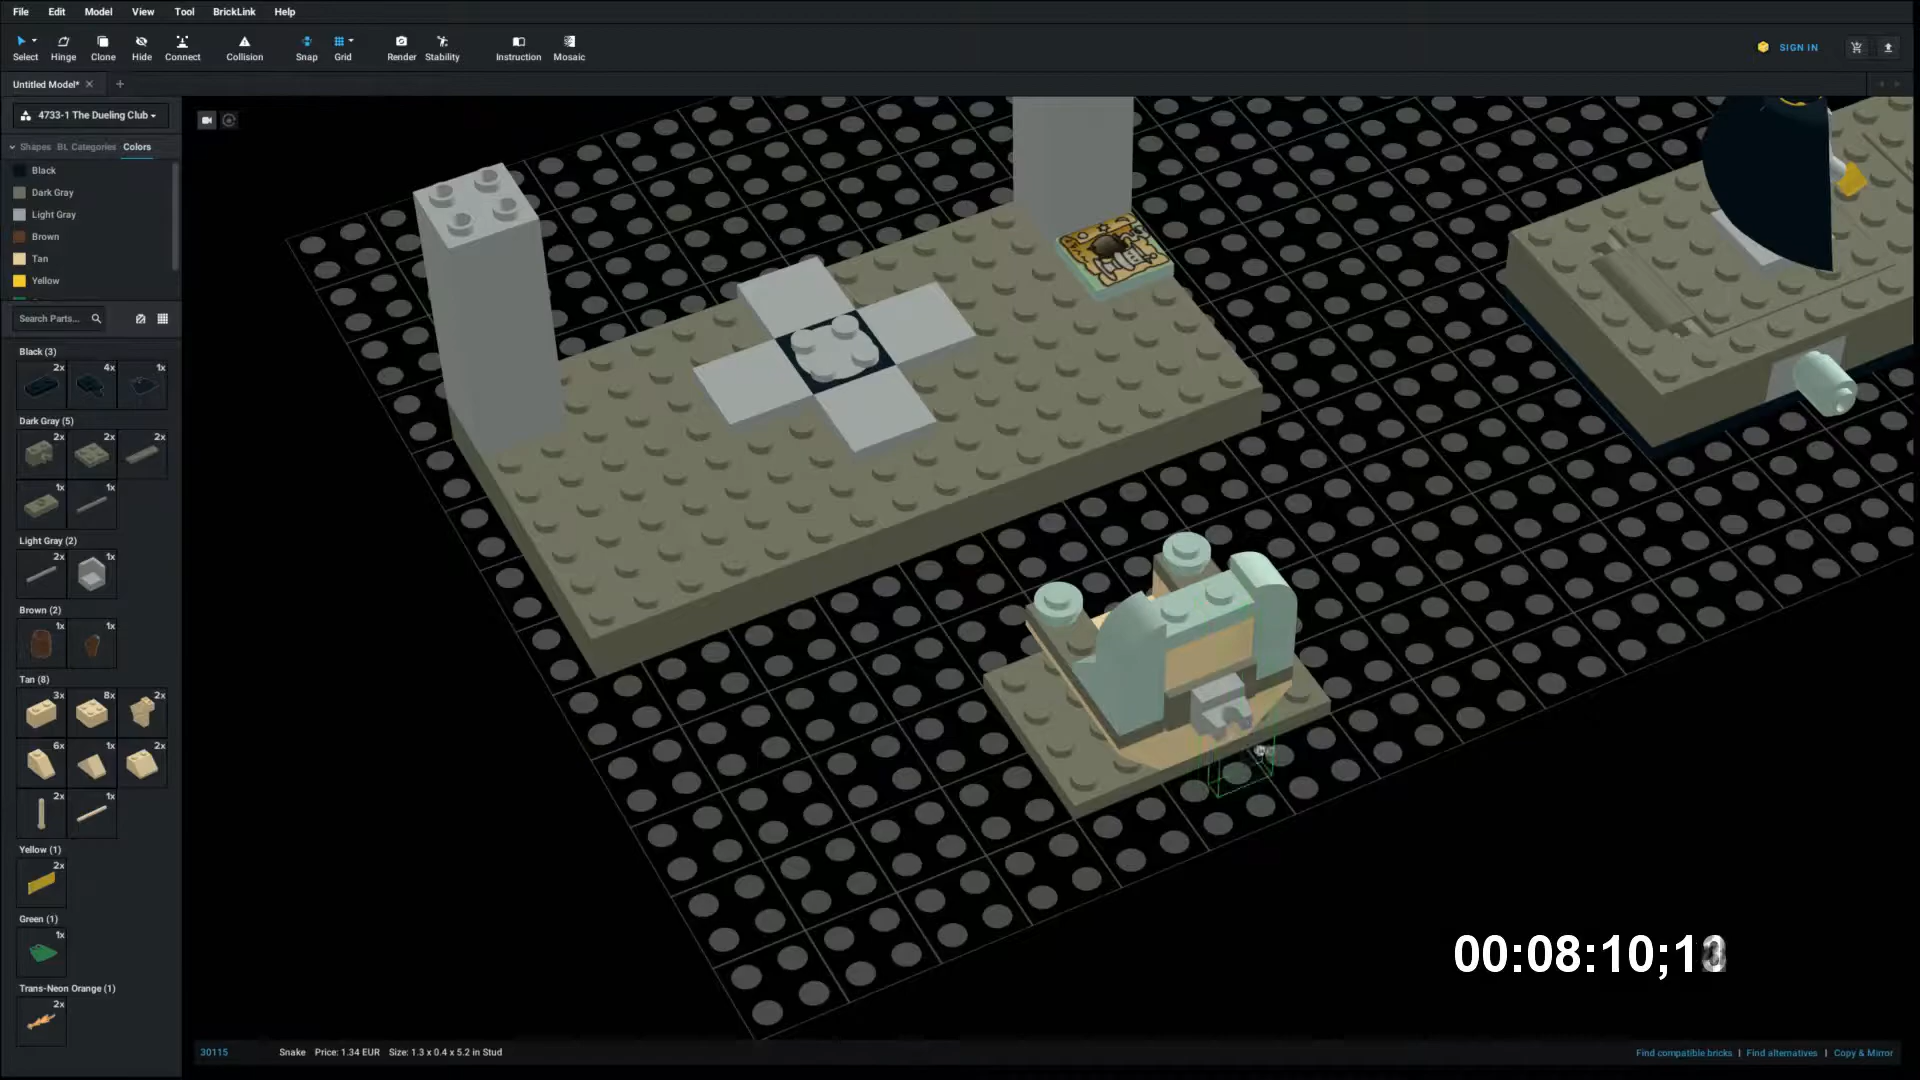 File Edit Model View Tool BrickLink Help
Select Hinge Clone Hide Connect Collision Snap Grid Render Stability Instruction Mosaic
SIGN IN
Untitled Model*
4733-1 The Dueling Club
Shapes BL Categories Colors
Black
Dark Gray
Light Gray
Brown
Tan
Yellow
Search Parts...
Black (3)
2x 4x 1x
Dark Gray (5)
2x 2x 2x
1x 1x
Light Gray (2)
2x 1x
Brown (2)
1x 1x
Tan (8)
3x 8x 2x
6x 1x 2x
2x 1x
Yellow (1)
2x
Green (1)
1x
Trans-Neon Orange (1)
2x
00:08:10;1
30115 Snake Price: 1.34 EUR Size: 1.3 x 0.4 x 5.2 in Stud
Find compatible bricks | Find alternatives | Copy & Mirror